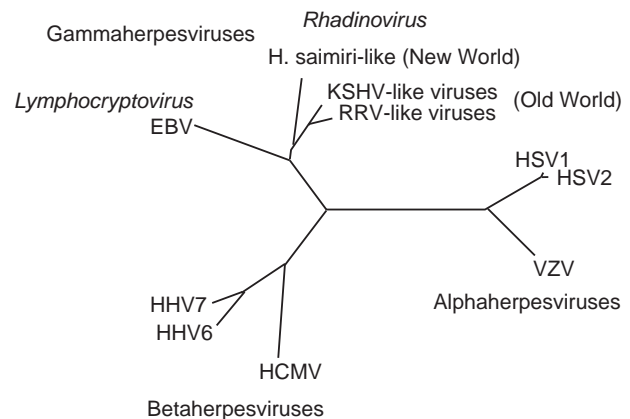 Rhadinovirus
Gammaherpesviruses
H. saimiri-like (New World)
KSHV-like viruses
(Old World)
RRV-like viruses
Lymphocryptovirus
EBV
HSV1
HSV2
VZV
Alphaherpesviruses
HHV7
HHV6
HCMV
Betaherpesviruses